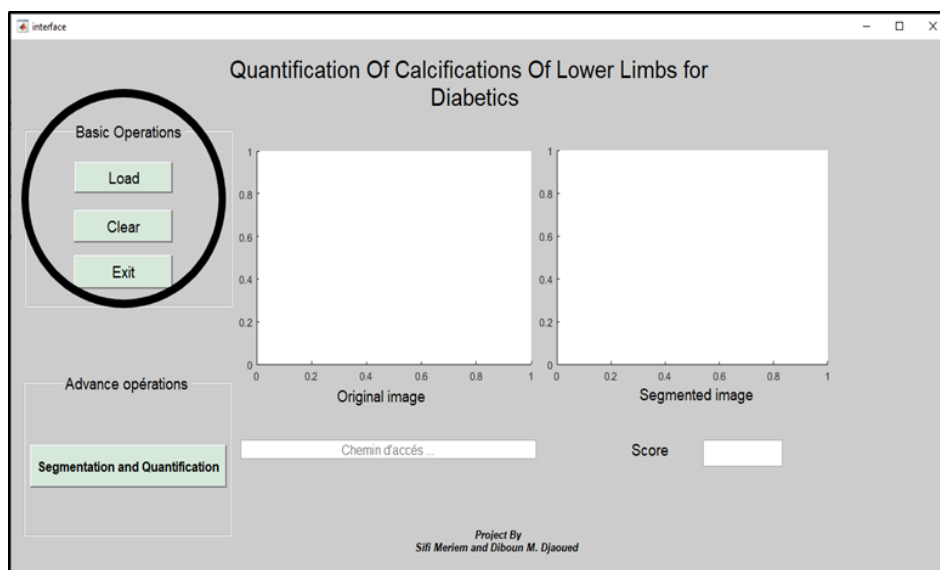 interface
Quantification Of Calcifications Of Lower Limbs for
Diabetics
Basic Operations
Load
Clear
Exit
1
0.8
0.6
0.4
0.2
0
0 0.2 0.4 0.6 0.8 1
Original image
1
0.8
0.6
0.4
0.2
0
0 0.2 0.4 0.6 0.8 1
Segmented image
Advance opérations
Segmentation and Quantification
Chemin d'accés ...
Score
Project By
Sifi Meriem and Diboun M. Djaoued